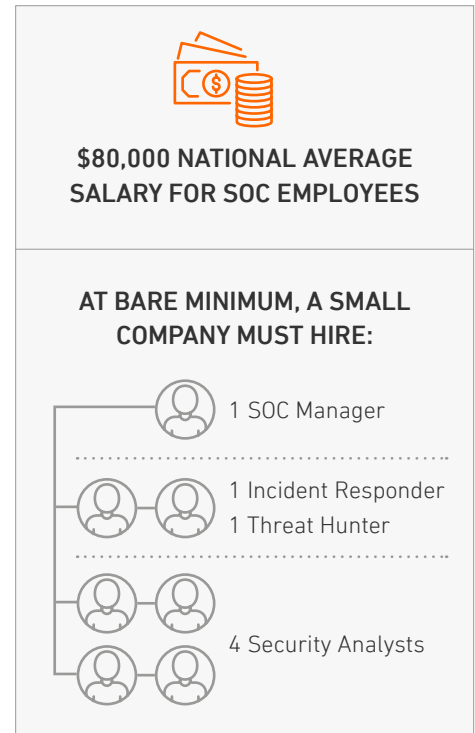 $80,000 NATIONAL AVERAGE
SALARY FOR SOC EMPLOYEES
AT BARE MINIMUM, A SMALL
COMPANY MUST HIRE:
1 SOC Manager
1 Incident Responder
1 Threat Hunter
4 Security Analysts